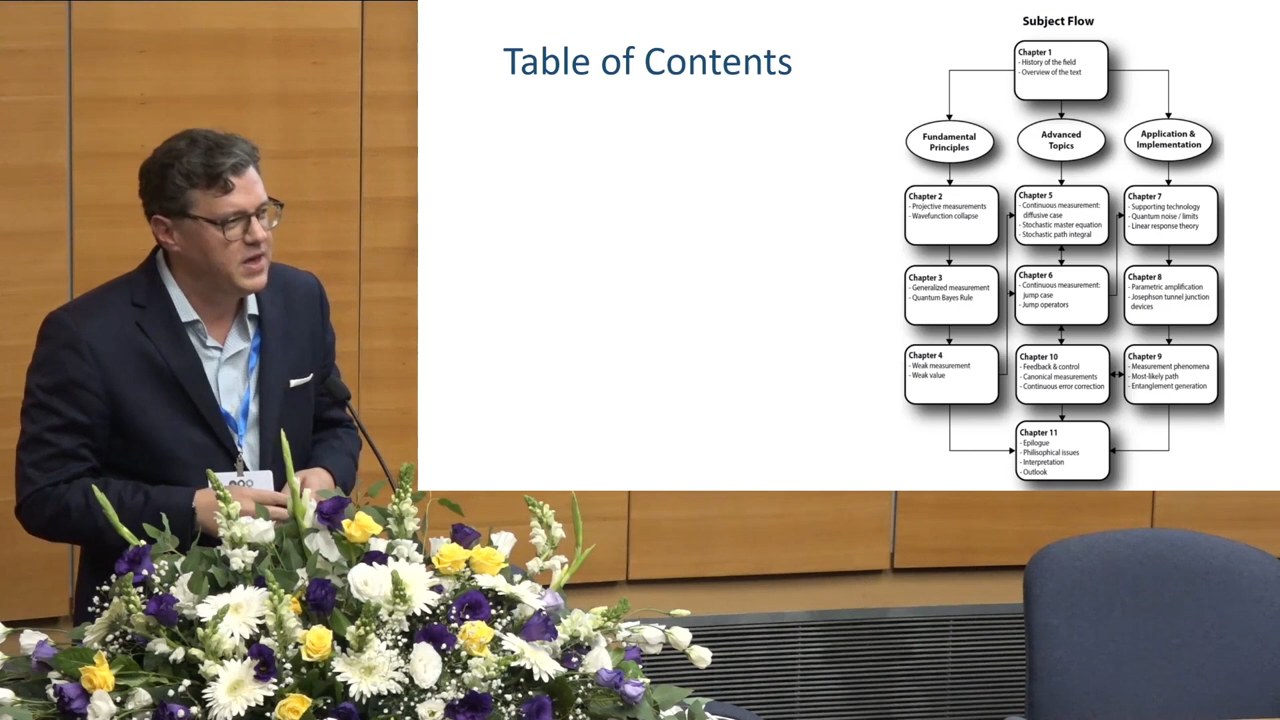 Table of Contents
Subject Flow
Chapter 1
- History of the field
- Overview of the text
Fundamental
Principles
Advanced
Topics
Application &
Implementation
Chapter 2
- Projective measurements
- Wavefunction collapse
Chapter 5
- Continuous measurement:
diffusive case
- Stochastic master equation
- Stochastic path integral
Chapter 7
- Supporting technology
- Quantum noise / limits
- Linear response theory
Chapter 3
- Generalized measurement
- Quantum Bayes Rule
Chapter 6
- Continuous measurement:
jump case
- Jump operators
Chapter 8
- Parametric amplification
- Josephson tunnel junction
devices
Chapter 4
- Weak measurement
- Weak value
Chapter 10
- Feedback & control
- Canonical measurements
- Continuous error correction
Chapter 9
- Measurement phenomena
- Most-likely path
- Entanglement generation
Chapter 11
- Epilogue
- Philisophical issues
- Interpretation
- Outlook